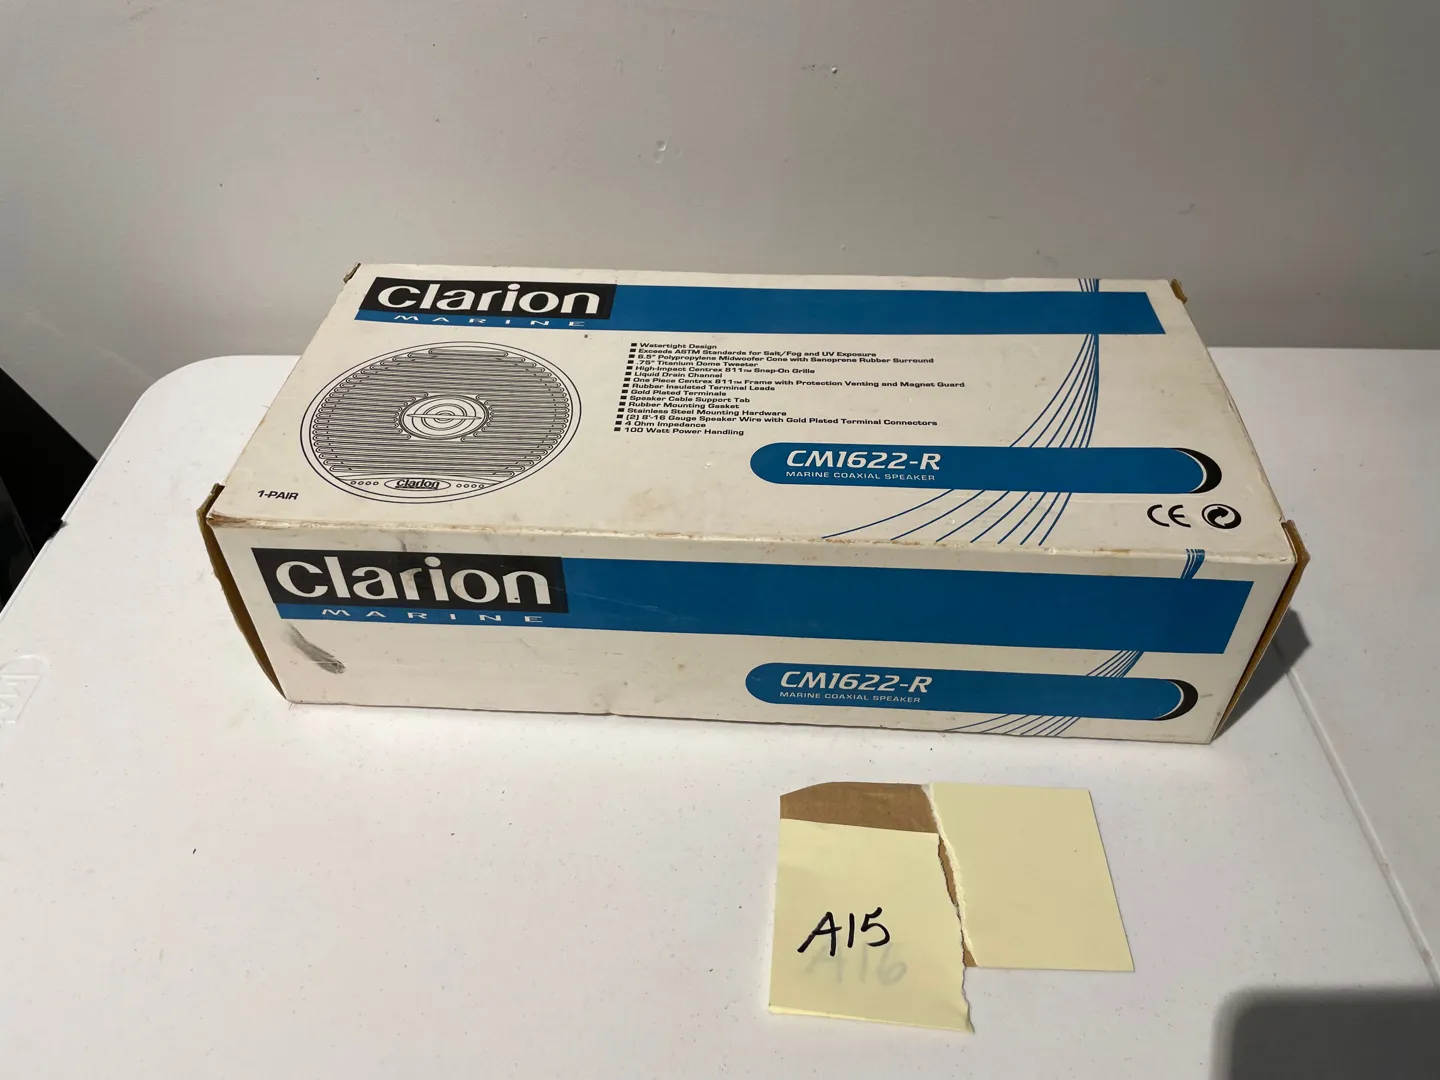 Clarion
MARINE
Watertight Design
Exceeds ASTM Standards for Salt/Fog and UV Exposure
6.5" Polypropylene Midwoofer Cone with Sanoprene Rubber Surround
.75" Titanium Dome Tweeter
High-Impact Centrex 811™ Snap-On Grille
Liquid Drain Channel
One Piece Centrex 811™ Frame with Protection Venting and Magnet Guard
Rubber Insulated Terminal Leads
Gold Plated Terminals
Speaker Cable Support Tab
Rubber Mounting Gasket
Stainless Steel Mounting Hardware
(2) 8'-16 Gauge Speaker Wire with Gold Plated Terminal Connectors
4 Ohm Impedance
100 Watt Power Handling
CM1622-R
MARINE COAXIAL SPEAKER
Clarion
1-PAIR
CE
Clarion
MARINE
CM1622-R
MARINE COAXIAL SPEAKER
A15
A16